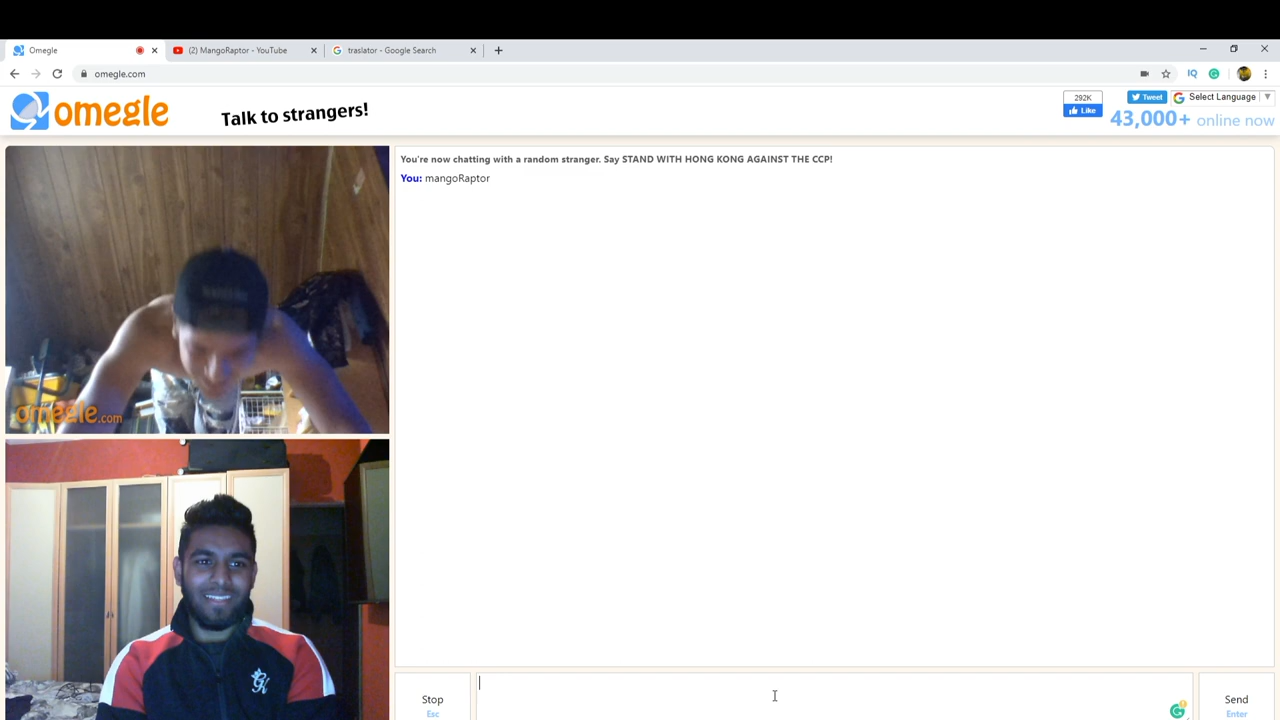 Omegle
(2) MangoRaptor - YouTube
traslator - Google Search
omegle.com
omegle
Talk to strangers!
292K
Like
Tweet
Select Language
43,000+ online now
You're now chatting with a random stranger. Say STAND WITH HONG KONG AGAINST THE CCP!
You: mangoRaptor
omegle.com
Stop
Esc
Send
Enter